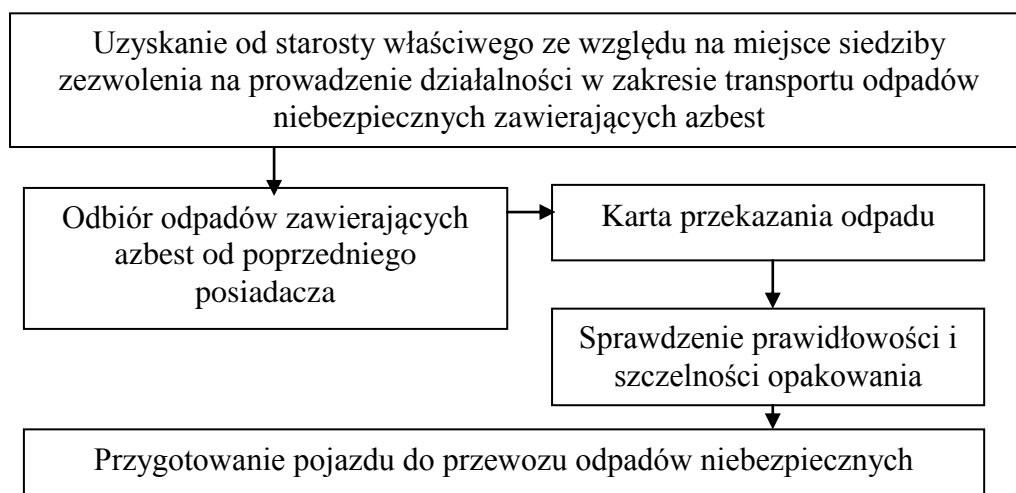 Uzyskanie od starosty właściwego ze względu na miejsce siedziby
zezwolenia na prowadzenie działalności w zakresie transportu odpadów
niebezpiecznych zawierających azbest
Odbiór odpadów zawierających
azbest od poprzedniego
posiadacza
Karta przekazania odpadu
Sprawdzenie prawidłowości i
szczelności opakowania
Przygotowanie pojazdu do przewozu odpadów niebezpiecznych